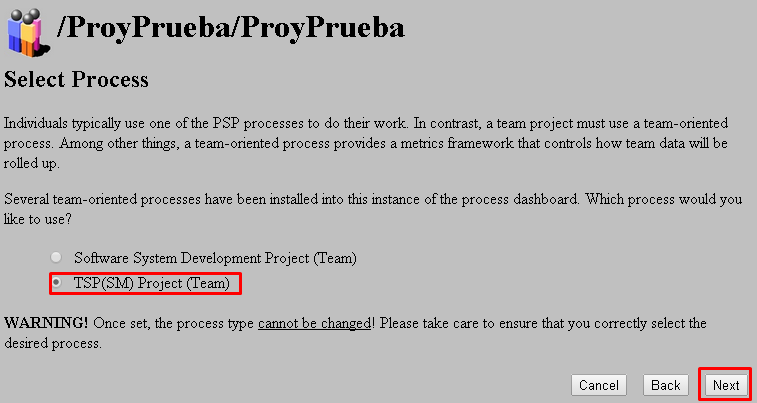 /ProyPrueba/ProyPrueba
Select Process
Individuals typically use one of the PSP processes to do their work. In contrast, a team project must use a team-oriented
process. Among other things, a team-oriented process provides a metrics framework that controls how team data will be
rolled up.
Several team-oriented processes have been installed into this instance of the process dashboard. Which process would you
like to use?
Software System Development Project (Team)
TSP(SM) Project (Team)
WARNING! Once set, the process type cannot be changed! Please take care to ensure that you correctly select the
desired process.
Cancel Back Next